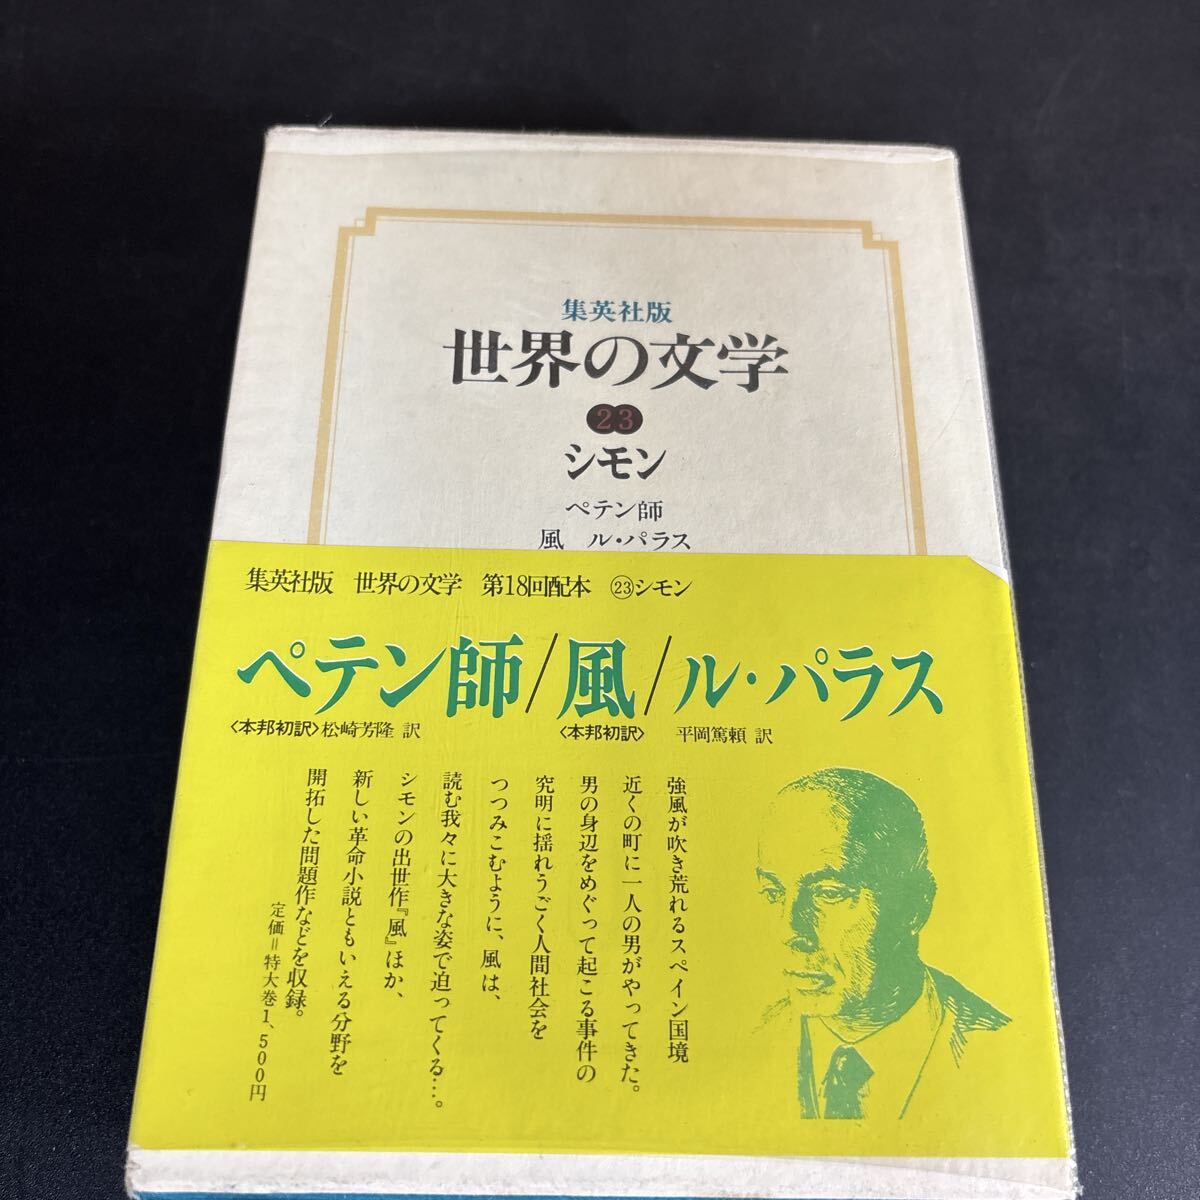 集英社版
世界の文学
23
シモン
ペテン師
風 ル・パラス
集英社版 世界の文学 第18回配本 ㉓シモン
ペテン師/風/ル・パラス
〈本邦初訳〉松崎芳隆 訳 〈本邦初訳〉 平岡篤頼 訳
強風が吹き荒れるスペイン国境
近くの町に一人の男がやってきた。
男の身辺をめぐって起こる事件の
究明に揺れうごく人間社会を
つつみこむように、風は、
読む我々に大きな姿で迫ってくる…。
シモンの出世作『風』ほか、
新しい革命小説ともいえる分野を
開拓した問題作などを収録。
定価=特大巻1、500円